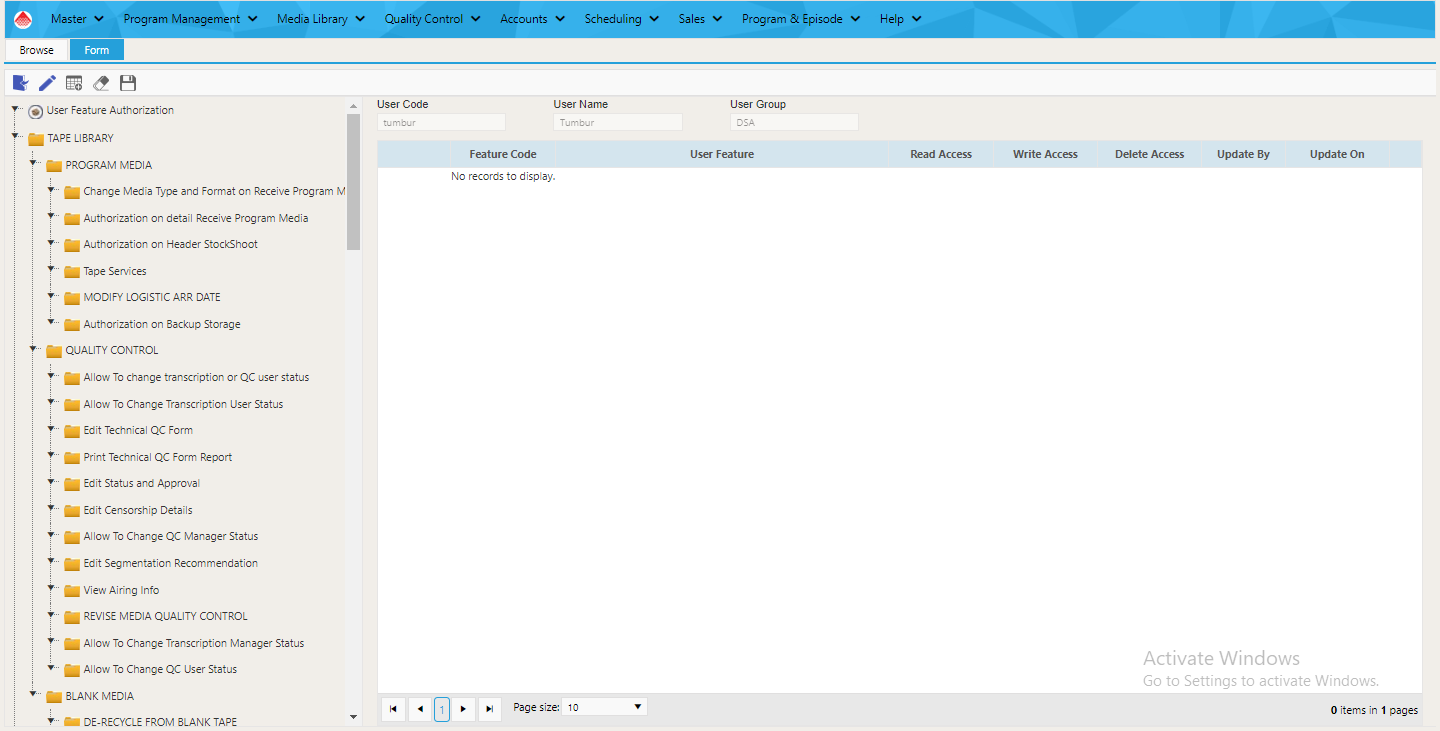 Master Program Management Media Library Quality Control Accounts Scheduling Sales Program & Episode Help
Browse Form
User Feature Authorization
TAPE LIBRARY
PROGRAM MEDIA
Change Media Type and Format on Receive Program M
Authorization on detail Receive Program Media
Authorization on Header StockShoot
Tape Services
MODIFY LOGISTIC ARR DATE
Authorization on Backup Storage
QUALITY CONTROL
Allow To change transcription or QC user status
Allow To Change Transcription User Status
Edit Technical QC Form
Print Technical QC Form Report
Edit Status and Approval
Edit Censorship Details
Allow To Change QC Manager Status
Edit Segmentation Recommendation
View Airing Info
REVISE MEDIA QUALITY CONTROL
Allow To Change Transcription Manager Status
Allow To Change QC User Status
BLANK MEDIA
DE-RECYCLE FROM BLANK TAPE
User Code User Name User Group
tumbur Tumbur DSA
Feature Code User Feature Read Access Write Access Delete Access Update By Update On
No records to display.
Activate Windows
Go to Settings to activate Windows.
1 Page size: 10 0 items in 1 pages